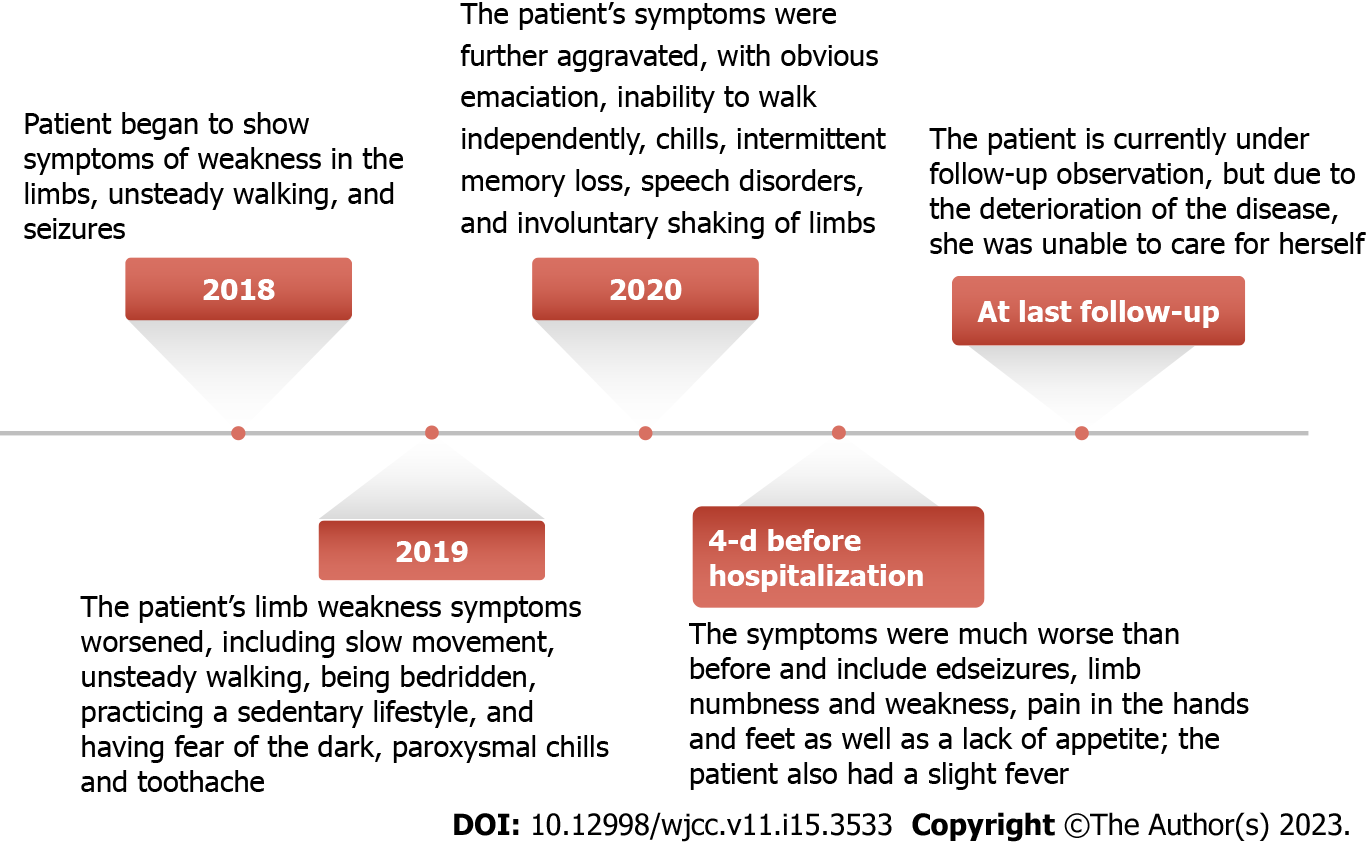 Patient began to show
symptoms of weakness in the
limbs, unsteady walking, and
seizures
2018
The patient's limb weakness symptoms
worsened, including slow movement,
unsteady walking, being bedridden,
practicing a sedentary lifestyle, and
having fear of the dark, paroxysmal chills
and toothache
2019
The patient’s symptoms were
further aggravated, with obvious
emaciation, inability to walk
independently, chills, intermittent
memory loss, speech disorders,
and involuntary shaking of limbs
2020
4-d before
hospitalization
The symptoms were much worse than
before and include edseizures, limb
numbness and weakness, pain in the hands
and feet as well as a lack of appetite; the
patient also had a slight fever
The patient is currently under
follow-up observation, but due to
the deterioration of the disease,
she was unable to care for herself
At last follow-up
DOI: 10.12998/wjcc.v11.i15.3533 Copyright ©The Author(s) 2023.